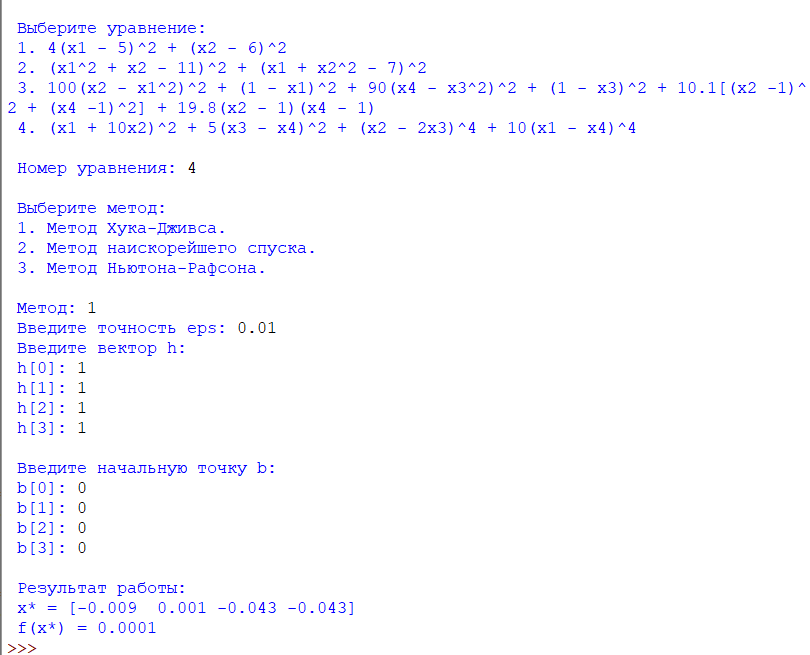 Выберите уравнение:
1. 4(x1 - 5)^2 + (x2 - 6)^2
2. (x1^2 + x2 - 11)^2 + (x1 + x2^2 - 7)^2
3. 100(x2 - x1^2)^2 + (1 - x1)^2 + 90(x4 - x3^2)^2 + (1 - x3)^2 + 10.1[(x2 -1)^
2 + (x4 -1)^2] + 19.8(x2 - 1)(x4 - 1)
4. (x1 + 10x2)^2 + 5(x3 - x4)^2 + (x2 - 2x3)^4 + 10(x1 - x4)^4
Номер уравнения: 4
Выберите метод:
1. Метод Хука-Дживса.
2. Метод наискорейшего спуска.
3. Метод Ньютона-Рафсона.
Метод: 1
Введите точность eps: 0.01
Введите вектор h:
h[0]: 1
h[1]: 1
h[2]: 1
h[3]: 1
Введите начальную точку b:
b[0]: 0
b[1]: 0
b[2]: 0
b[3]: 0
Результат работы:
x* = [-0.009  0.001 -0.043 -0.043]
f(x*) = 0.0001
>>>